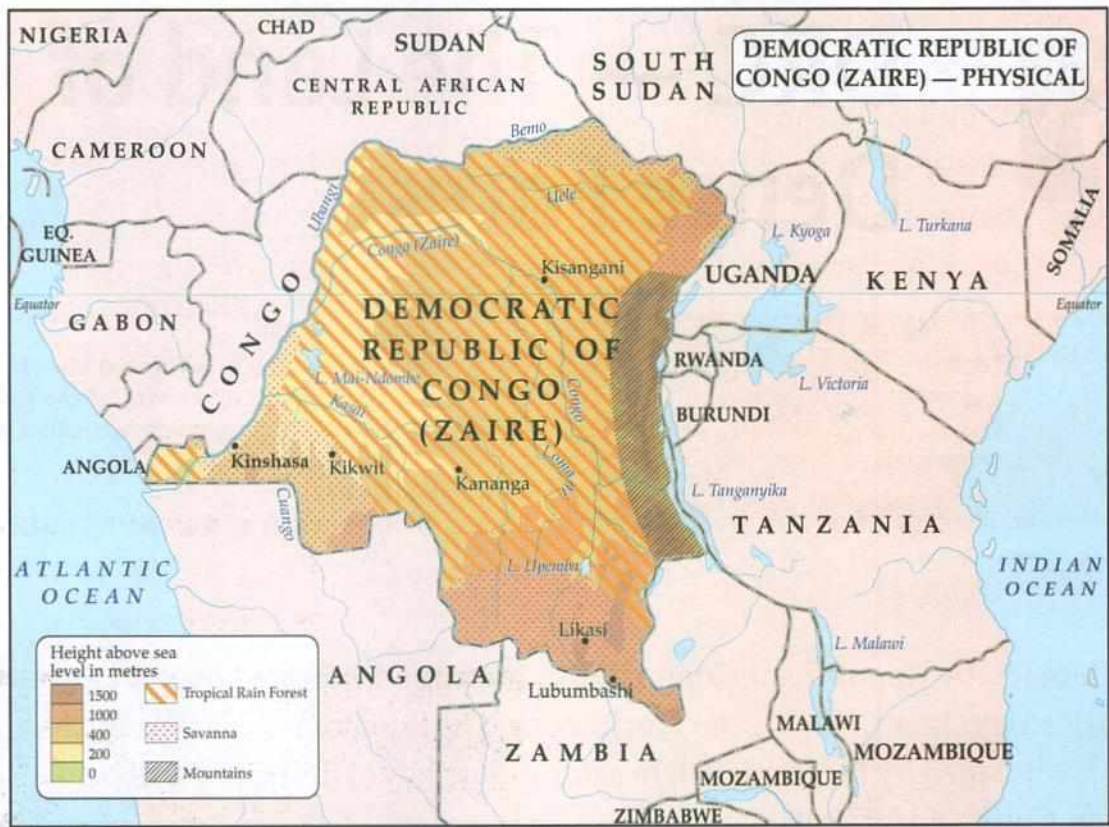 DEMOCRATIC REPUBLIC OF
CONGO (ZAIRE) — PHYSICAL
NIGERIA
CHAD
SUDAN
SOUTH
SUDAN
CENTRAL AFRICAN
REPUBLIC
CAMEROON
Bemo
Ubangi
Uele
L. Kyoga
L. Turkana
SOMALIA
EQ.
GUINEA
Congo (Zaire)
Kisangani
UGANDA
KENYA
Equator
Equator
GABON
CONGO
DEMOCRATIC
REPUBLIC OF
CONGO
(ZAIRE)
RWANDA
L. Mai-Ndombe
Kasai
Congo
L. Victoria
BURUNDI
ANGOLA
Kinshasa
Kikwit
Kananga
L. Tanganyika
Cuango
TANZANIA
ATLANTIC
OCEAN
INDIAN
OCEAN
L. Upemba
Likasi
L. Malawi
ANGOLA
Lubumbashi
ZAMBIA
MALAWI
MOZAMBIQUE
MOZAMBIQUE
ZIMBABWE
Height above sea
level in metres
1500
1000
400
200
0
Tropical Rain Forest
Savanna
Mountains